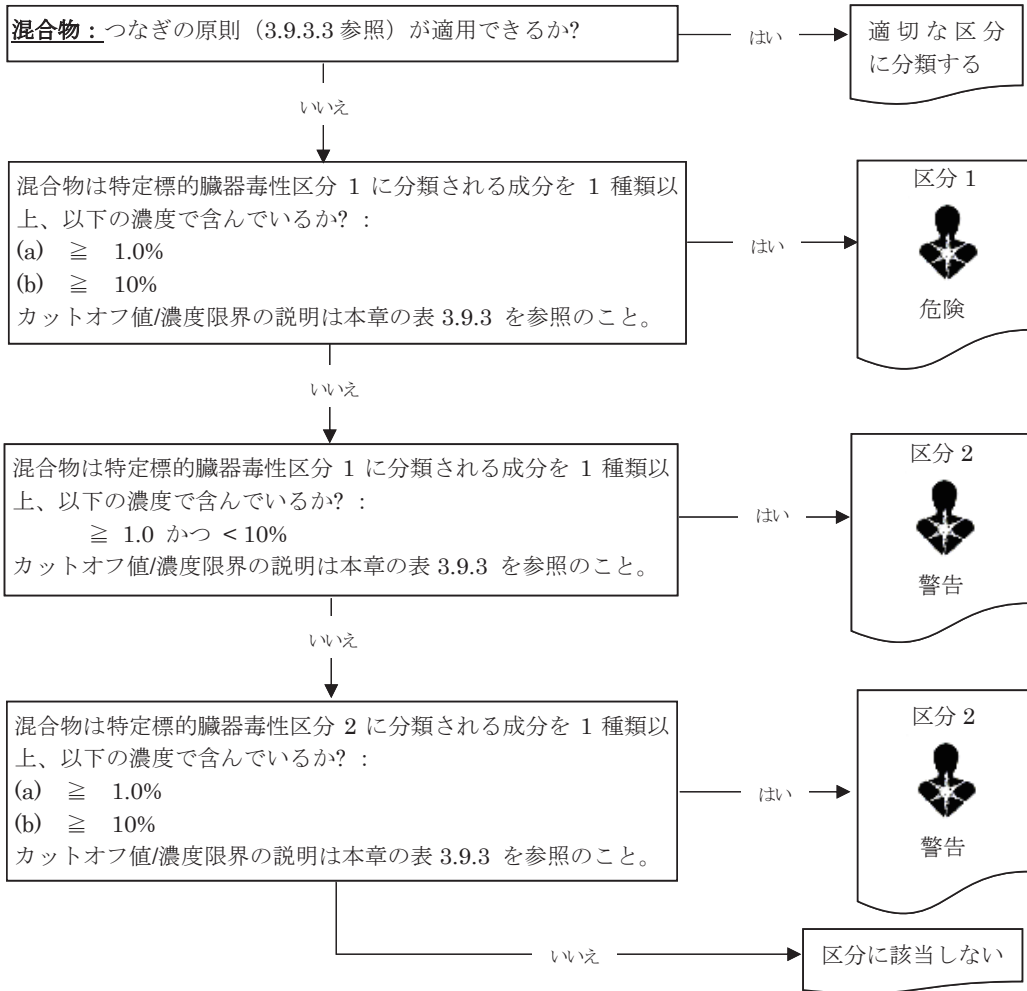 混合物：つなぎの原則（3.9.3.3 参照）が適用できるか?
はい
適切な区分
に分類する
いいえ
混合物は特定標的臓器毒性区分 1 に分類される成分を 1 種類以
上、以下の濃度で含んでいるか? :
(a) ≧ 1.0%
(b) ≧ 10%
カットオフ値/濃度限界の説明は本章の表 3.9.3 を参照のこと。
はい
区分 1
危険
いいえ
混合物は特定標的臓器毒性区分 1 に分類される成分を 1 種類以
上、以下の濃度で含んでいるか? :
≧ 1.0 かつ < 10%
カットオフ値/濃度限界の説明は本章の表 3.9.3 を参照のこと。
はい
区分 2
警告
いいえ
混合物は特定標的臓器毒性区分 2 に分類される成分を 1 種類以
上、以下の濃度で含んでいるか? :
(a) ≧ 1.0%
(b) ≧ 10%
カットオフ値/濃度限界の説明は本章の表 3.9.3 を参照のこと。
はい
区分 2
警告
いいえ
区分に該当しない